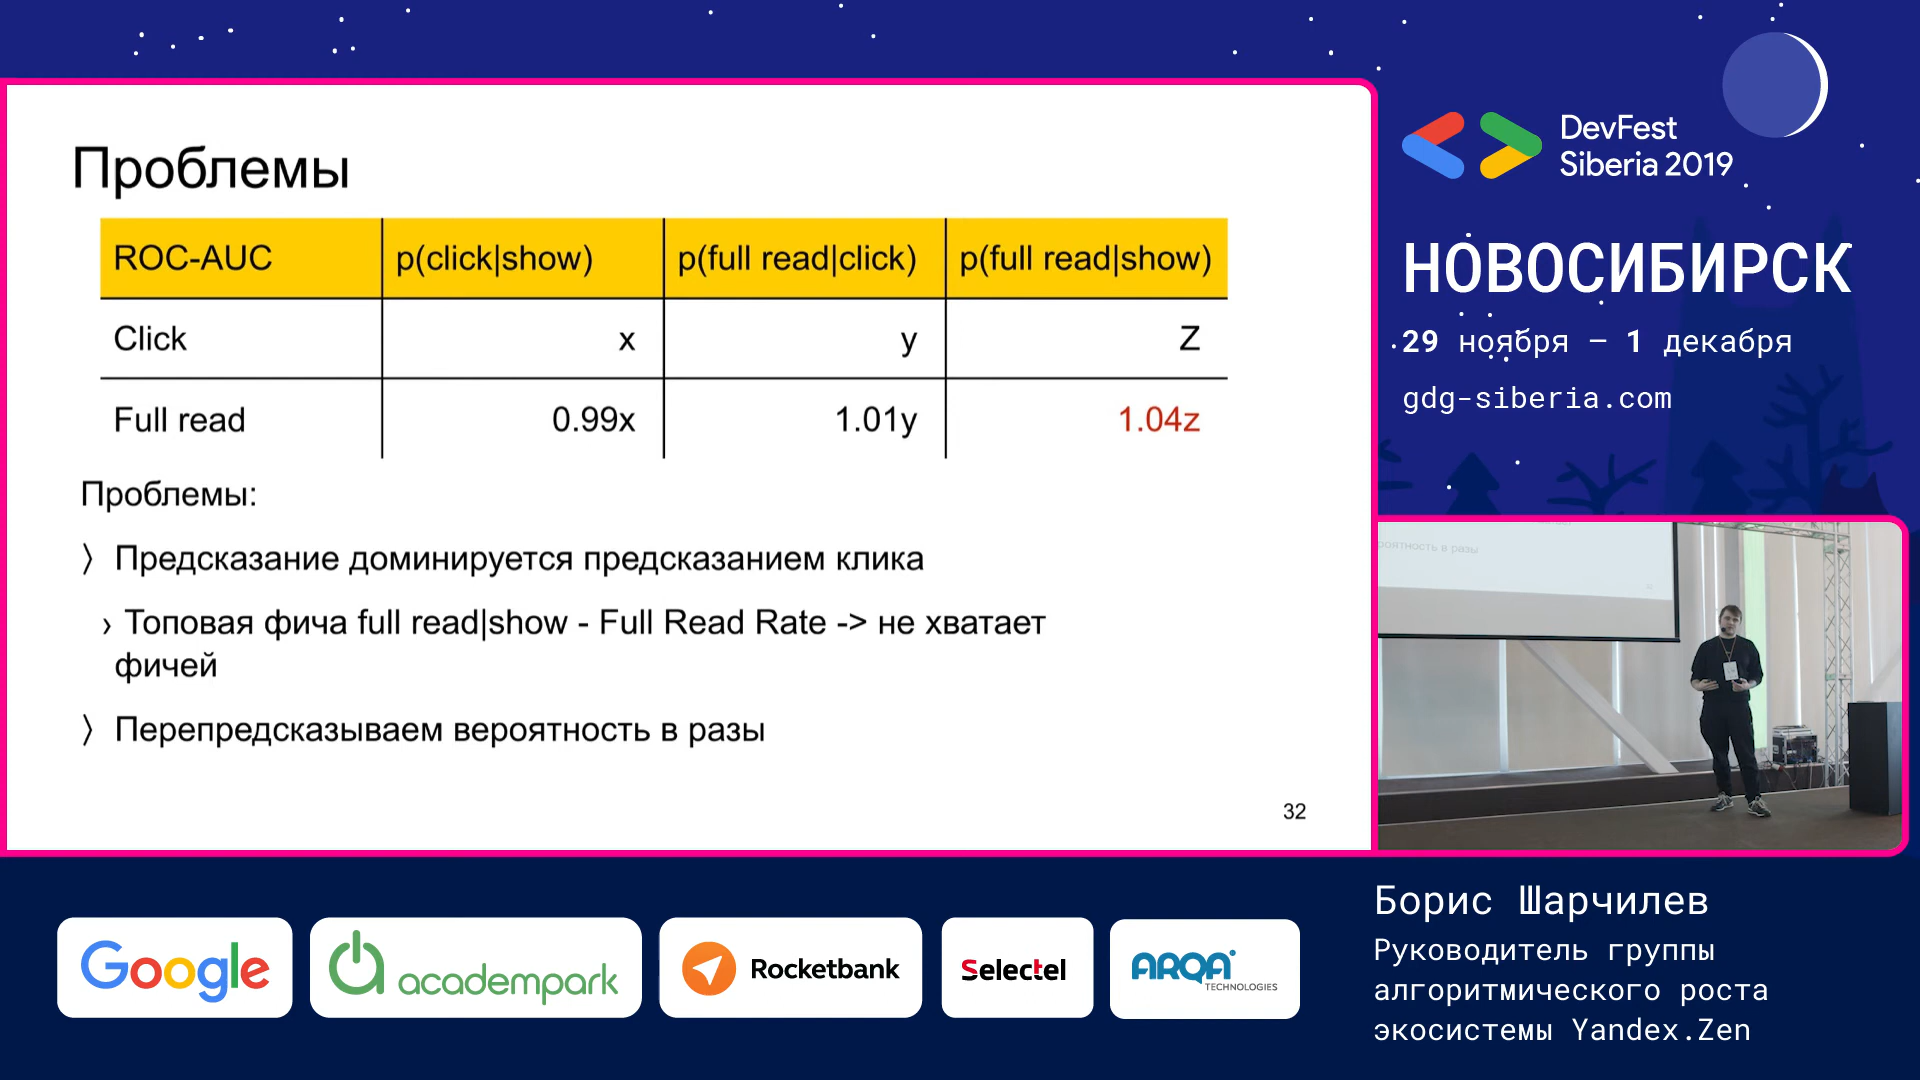 Проблемы
ROC-AUC p(click|show) p(full read|click) p(full read|show)
Click x y Z
Full read 0.99x 1.01y 1.04z
Проблемы:
〉Предсказание доминируется предсказанием клика
› Топовая фича full read|show - Full Read Rate -> не хватает
фичей
〉Перепредсказываем вероятность в разы
32
DevFest
Siberia 2019
НОВОСИБИРСК
29 ноября – 1 декабря
gdg-siberia.com
роятность в разы
Google
academpark
Rocketbank
Selectel
ARQA
TECHNOLOGIES
Борис Шарчилев
Руководитель группы
алгоритмического роста
экосистемы Yandex.Zen